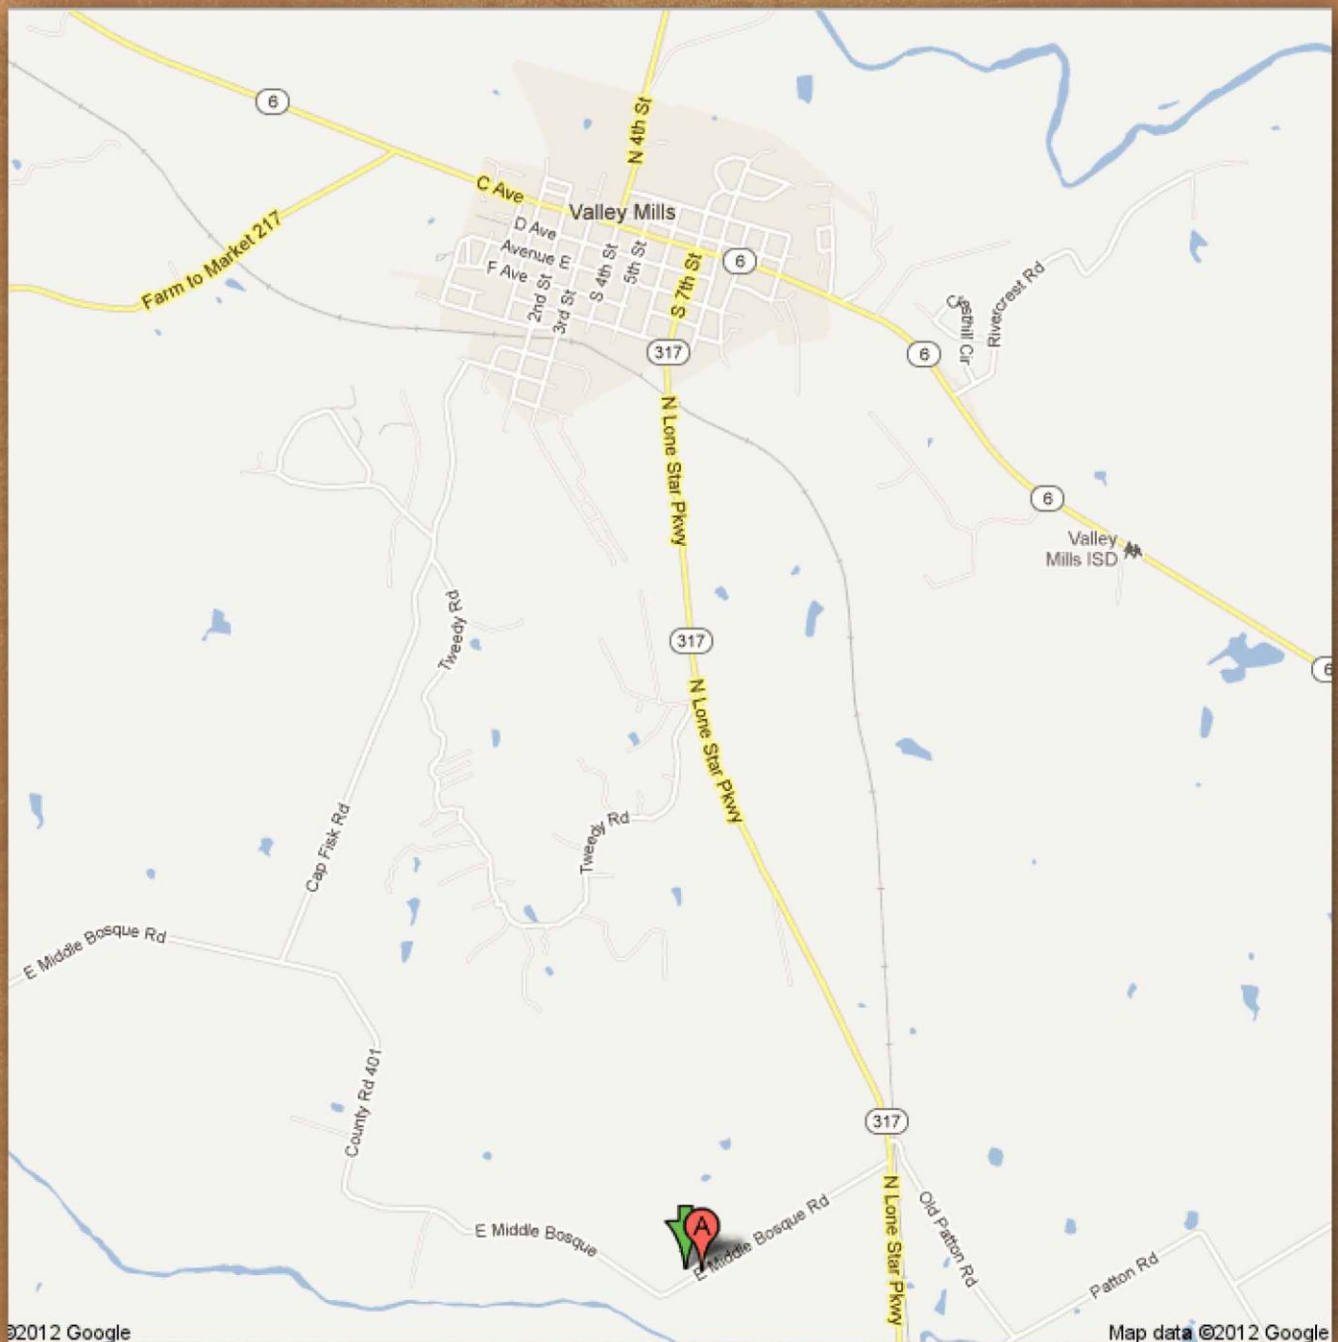 6
N 4th St
C Ave
Valley Mills
Farm to Market 217
D Ave
Avenue E
F Ave
2nd St
3rd St
S 4th St
5th St
S 7th St
6
317
Cresthill Cir
Rivercrest Rd
6
N Lone Star Pkwy
6
Valley
Mills ISD
Tweedy Rd
317
6
N Lone Star Pkwy
Cap Fisk Rd
Tweedy Rd
E Middle Bosque Rd
County Rd 401
317
E Middle Bosque
A
E Middle Bosque Rd
N Lone Star Pkwy
Old Patton Rd
Patton Rd
©2012 Google
Map data ©2012 Google